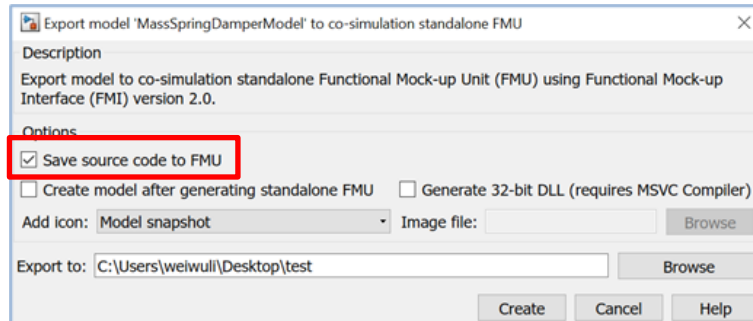 Export model 'MassSpringDamperModel' to co-simulation standalone FMU
Description
Export model to co-simulation standalone Functional Mock-up Unit (FMU) using Functional Mock-up
Interface (FMI) version 2.0.
Options
Save source code to FMU
Create model after generating standalone FMU Generate 32-bit DLL (requires MSVC Compiler)
Add icon: Model snapshot Image file: Browse
Export to: C:\Users\weiwuli\Desktop\test Browse
Create Cancel Help